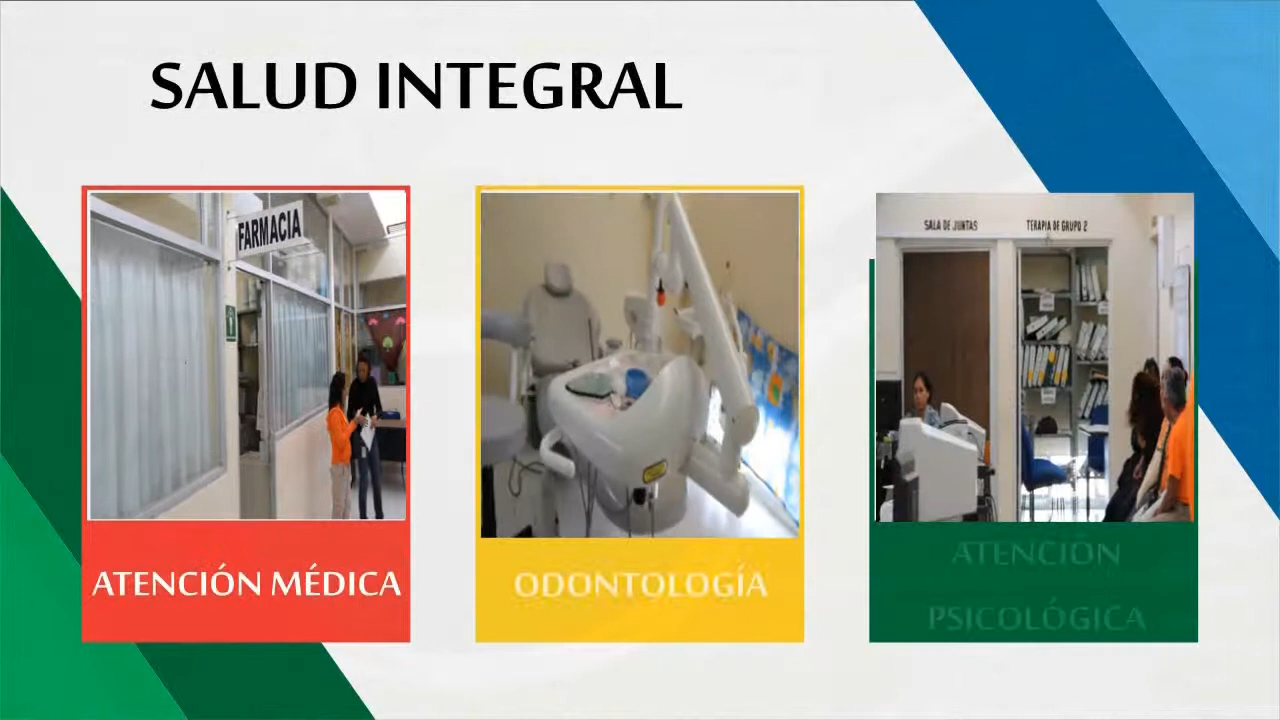 SALUD INTEGRAL
FARMACIA
SALA DE JUNTAS
TERAPIA DE GRUPO 2
ATENCIÓN MÉDICA
ODONTOLOGÍA
ATENCIÓN
PSICOLÓGICA